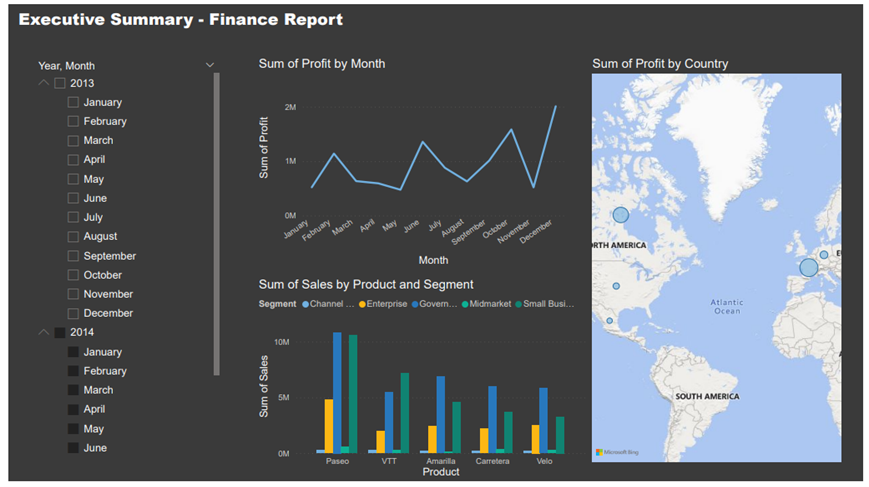 Executive Summary - Finance Report
Year, Month
2013
January
February
March
April
May
June
July
August
September
October
November
December
2014
January
February
March
April
May
June
Sum of Profit by Month
Sum of Profit
2M
1M
0M
January
February
March
April
May
June
July
August
September
October
November
December
Month
Sum of Sales by Product and Segment
Segment Channel ... Enterprise Govern... Midmarket Small Busi...
Sum of Sales
10M
5M
0M
Paseo VTT Amarilla Carretera Velo
Product
Sum of Profit by Country
RTH AMERICA
E
Atlantic
Ocean
A
SOUTH AMERICA
Microsoft Bing